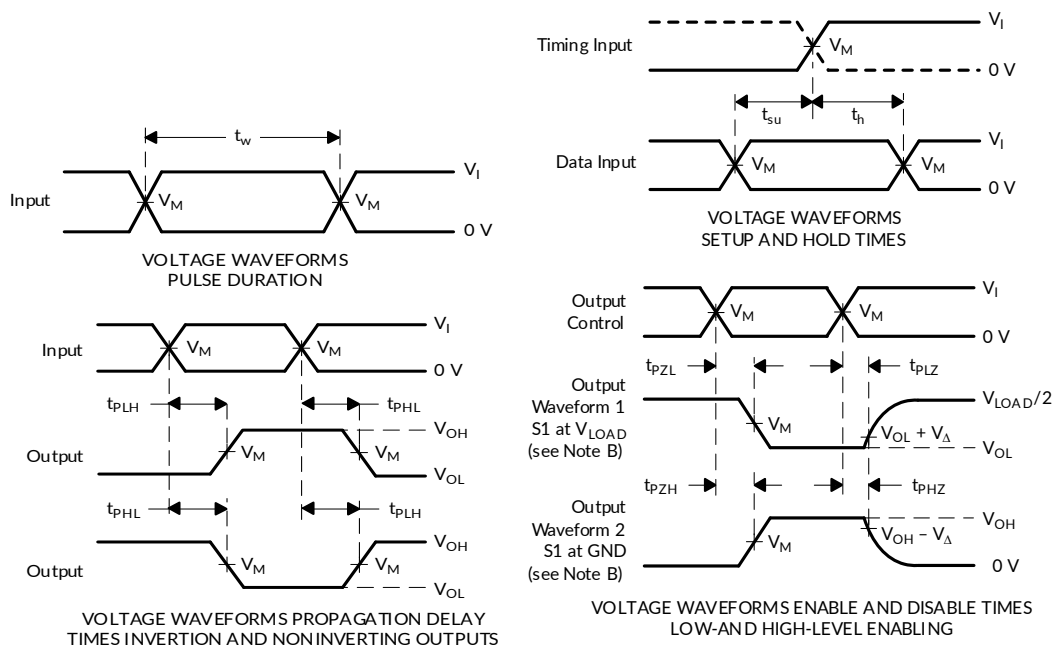 t_w
V_I
Input
V_M
V_M
0 V
VOLTAGE WAVEFORMS
PULSE DURATION
Timing Input
V_I
V_M
0 V
t_su
t_h
Data Input
V_I
V_M
V_M
0 V
VOLTAGE WAVEFORMS
SETUP AND HOLD TIMES
Input
V_I
V_M
V_M
0 V
t_PLH
t_PHL
Output
V_OH
V_M
V_M
V_OL
t_PHL
t_PLH
Output
V_OH
V_M
V_M
V_OL
VOLTAGE WAVEFORMS PROPAGATION DELAY
TIMES INVERTION AND NONINVERTING OUTPUTS
Output
Control
V_I
V_M
V_M
0 V
t_PZL
t_PLZ
Output
Waveform 1
S1 at V_LOAD
(see Note B)
V_LOAD/2
V_M
V_OL + V_Δ
V_OL
t_PZH
t_PHZ
Output
Waveform 2
S1 at GND
(see Note B)
V_OH
V_M
V_OH – V_Δ
0 V
VOLTAGE WAVEFORMS ENABLE AND DISABLE TIMES
LOW-AND HIGH-LEVEL ENABLING